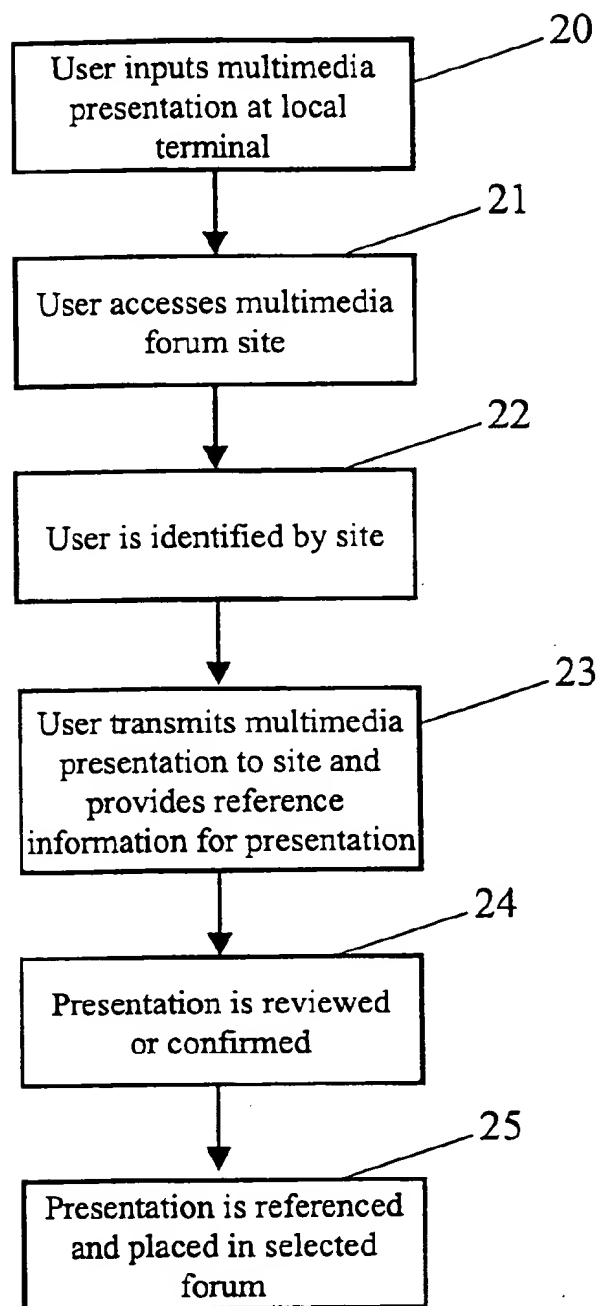 20
User inputs multimedia
presentation at local
terminal
21
User accesses multimedia
forum site
22
User is identified by site
23
User transmits multimedia
presentation to site and
provides reference
information for presentation
24
Presentation is reviewed
or confirmed
25
Presentation is referenced
and placed in selected
forum